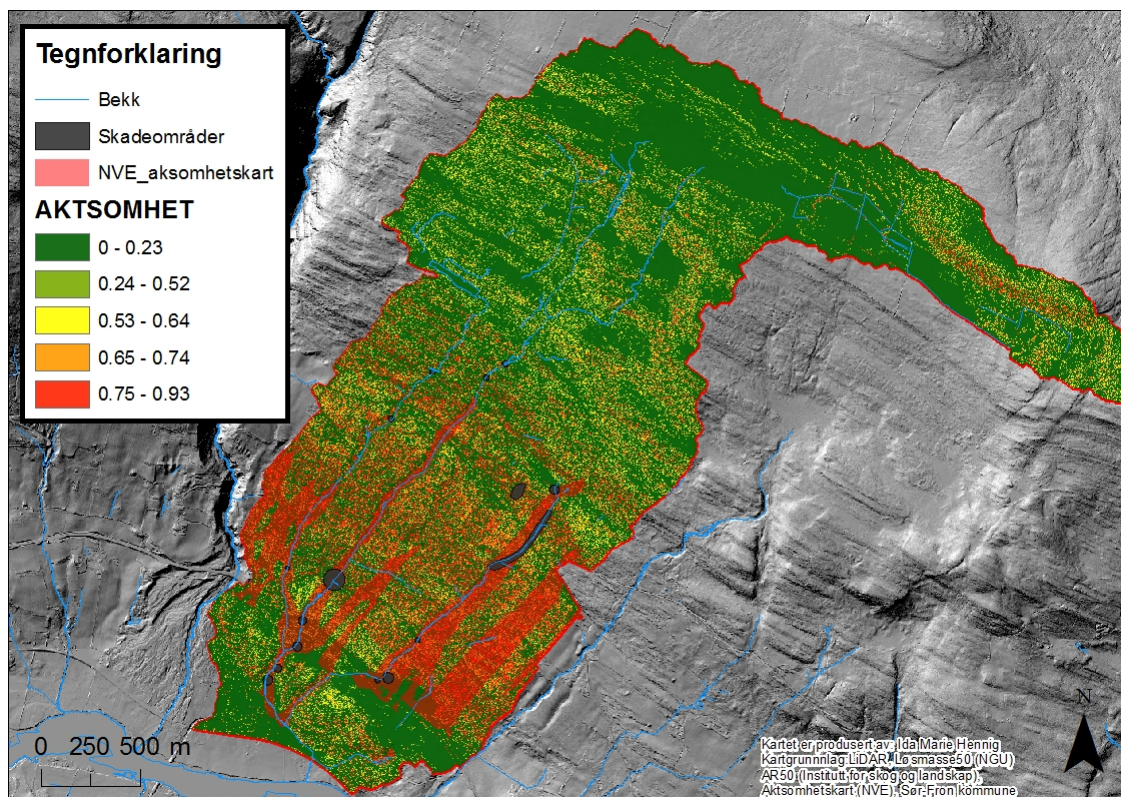 Tegnforklaring
Bekk
Skadeområder
NVE_aksomhetskart
AKTSOMHET
0 - 0.23
0.24 - 0.52
0.53 - 0.64
0.65 - 0.74
0.75 - 0.93
0 250 500 m
N
Kartet er produsert av: Ida Marie Hennig
Kartgrunnlag:LiDAR, Løsmasse50 (NGU)
AR50 (Institutt for skog og landskap),
Aktsomhetskart (NVE), Sør-Fron kommune